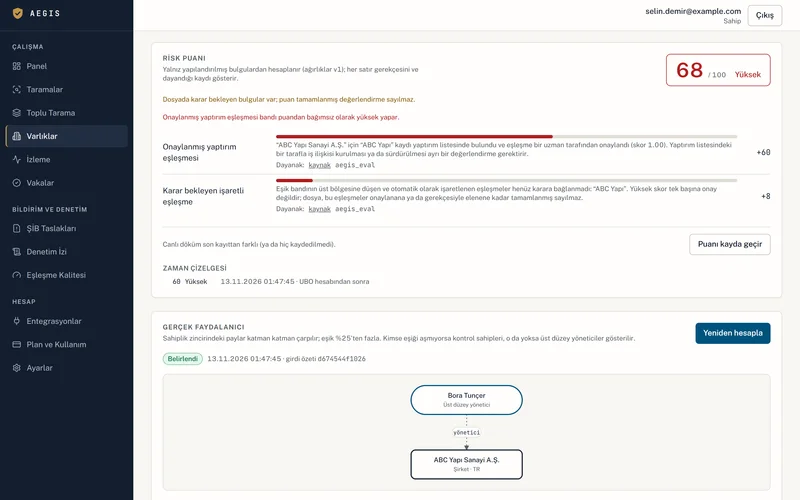 AEGIS
selin.demir@example.com
Sahip
Çıkış
ÇALIŞMA
Panel
Taramalar
Toplu Tarama
Varlıklar
İzleme
Vakalar
BİLDİRİM VE DENETİM
ŞİB Taslakları
Denetim İzi
Eşleşme Kalitesi
HESAP
Entegrasyonlar
Plan ve Kullanım
Ayarlar
RİSK PUANI
Yalnız yapılandırılmış bulgulardan hesaplanır (ağırlıklar v1); her satır gerekçesini ve
dayandığı kaydı gösterir.
68 / 100 Yüksek
Dosyada karar bekleyen bulgular var; puan tamamlanmış değerlendirme sayılmaz.
Onaylanmış yaptırım eşleşmesi bandı puandan bağımsız olarak yüksek yapar.
Onaylanmış yaptırım
eşleşmesi
"ABC Yapı Sanayi A.Ş." için "ABC Yapı" kaydı yaptırım listesinde bulundu ve eşleşme bir uzman tarafından onaylandı (skor 1.00). Yaptırım listesindeki
bir tarafla iş ilişkisi kurulması ya da sürdürülmesi ayrı bir değerlendirme gerektirir.
Dayanak: kaynak aegis_eval
+60
Karar bekleyen işaretli
eşleşme
Eşik bandının üst bölgesine düşen ve otomatik olarak işaretlenen eşleşmeler henüz karara bağlanmadı: "ABC Yapı". Yüksek skor tek başına onay
değildir; dosya, bu eşleşmeler onaylanana ya da gerekçesiyle elenene kadar tamamlanmış sayılmaz.
Dayanak: kaynak aegis_eval
+8
Canlı döküm son kayıttan farklı (ya da hiç kaydedilmedi).
Puanı kayda geçir
ZAMAN ÇİZELGESİ
60 Yüksek 13.11.2026 01:47:45 · UBO hesabından sonra
GERÇEK FAYDALANICI
Sahiplik zincirindeki paylar katman katman çarpılır; eşik %25'ten fazla. Kimse eşiği aşmıyorsa kontrol sahipleri, o da yoksa üst düzey yöneticiler gösterilir.
Yeniden hesapla
Belirlendi 13.11.2026 01:47:45 · girdi özeti d674544f1026
Bora Tunçer
Üst düzey yönetici
yönetici
ABC Yapı Sanayi A.Ş.
Şirket · TR